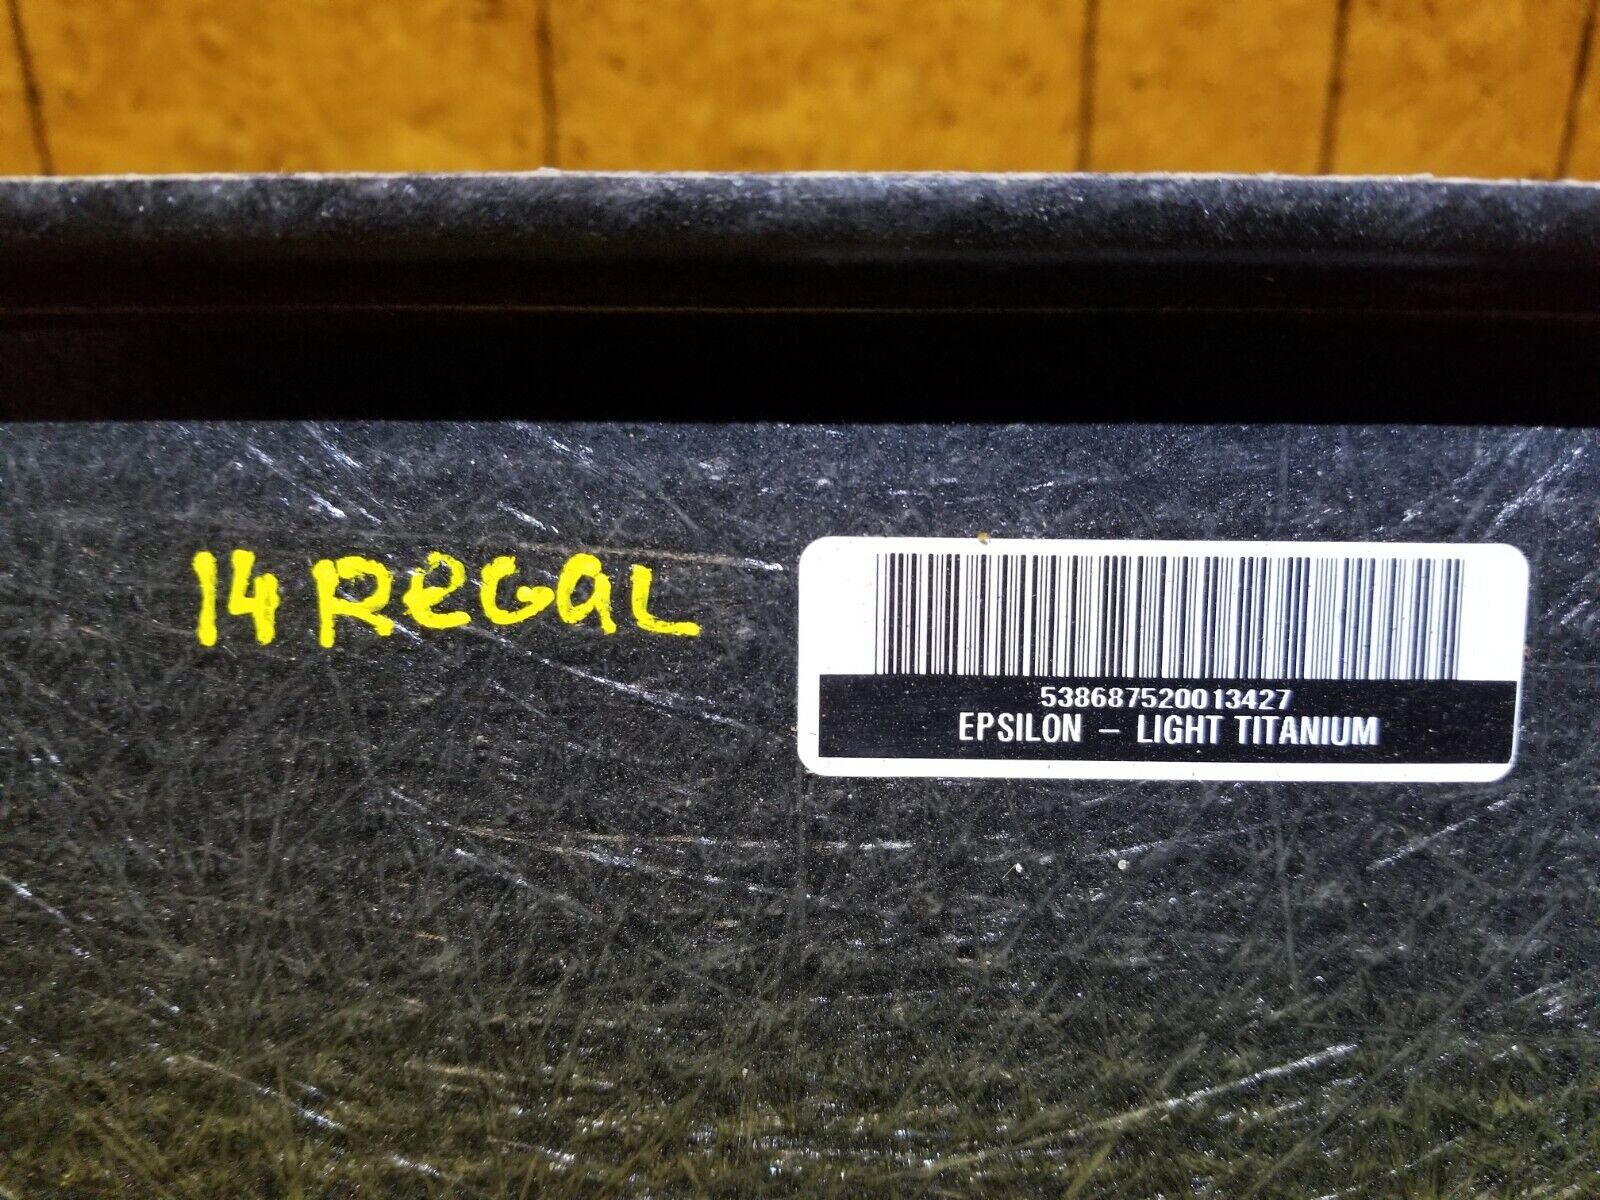 14 ReGaL
538687520013427
EPSILON – LIGHT TITANIUM